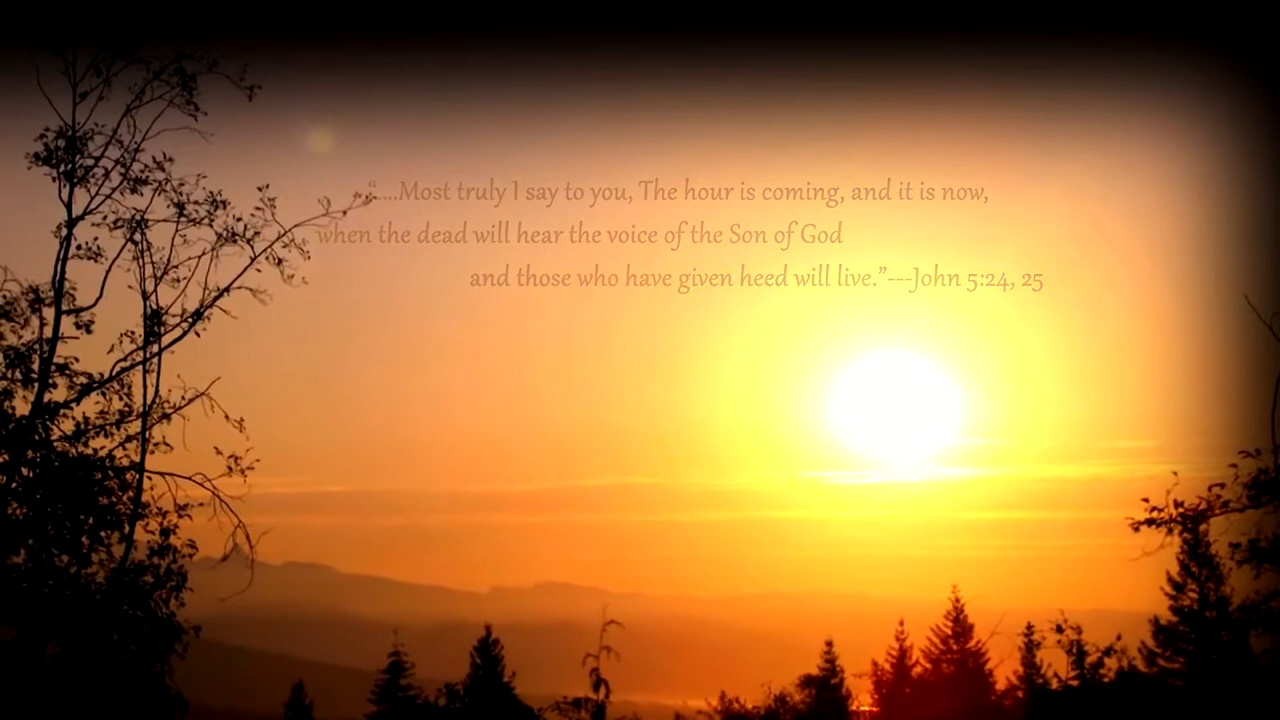 “....Most truly I say to you, The hour is coming, and it is now,
when the dead will hear the voice of the Son of God
and those who have given heed will live.”---John 5:24, 25